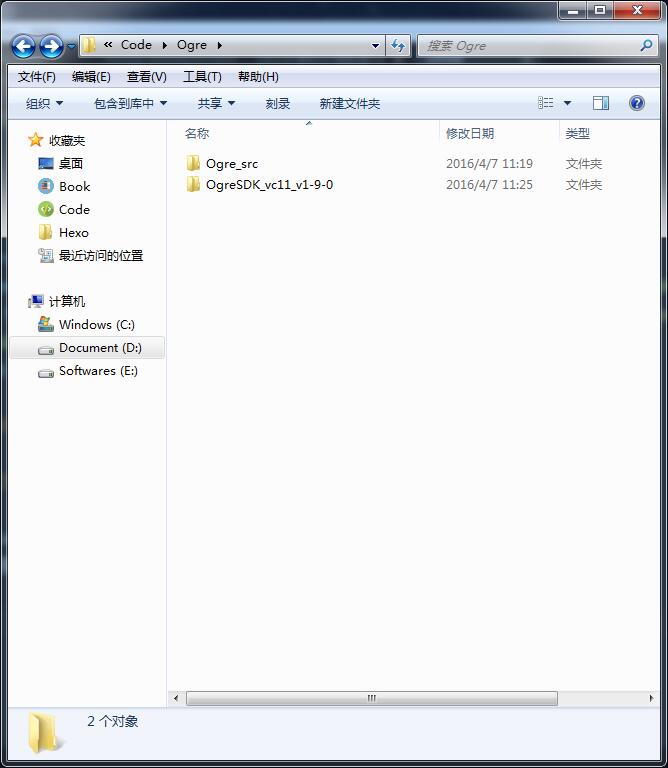 « Code Ogre
搜索 Ogre
文件(F) 编辑(E) 查看(V) 工具(T) 帮助(H)
组织 包含到库中 共享 刻录 新建文件夹
名称 修改日期 类型
收藏夹
桌面
Book
Code
Hexo
最近访问的位置
计算机
Windows (C:)
Document (D:)
Softwares (E:)
Ogre_src 2016/4/7 11:19 文件夹
OgreSDK_vc11_v1-9-0 2016/4/7 11:25 文件夹
2 个对象